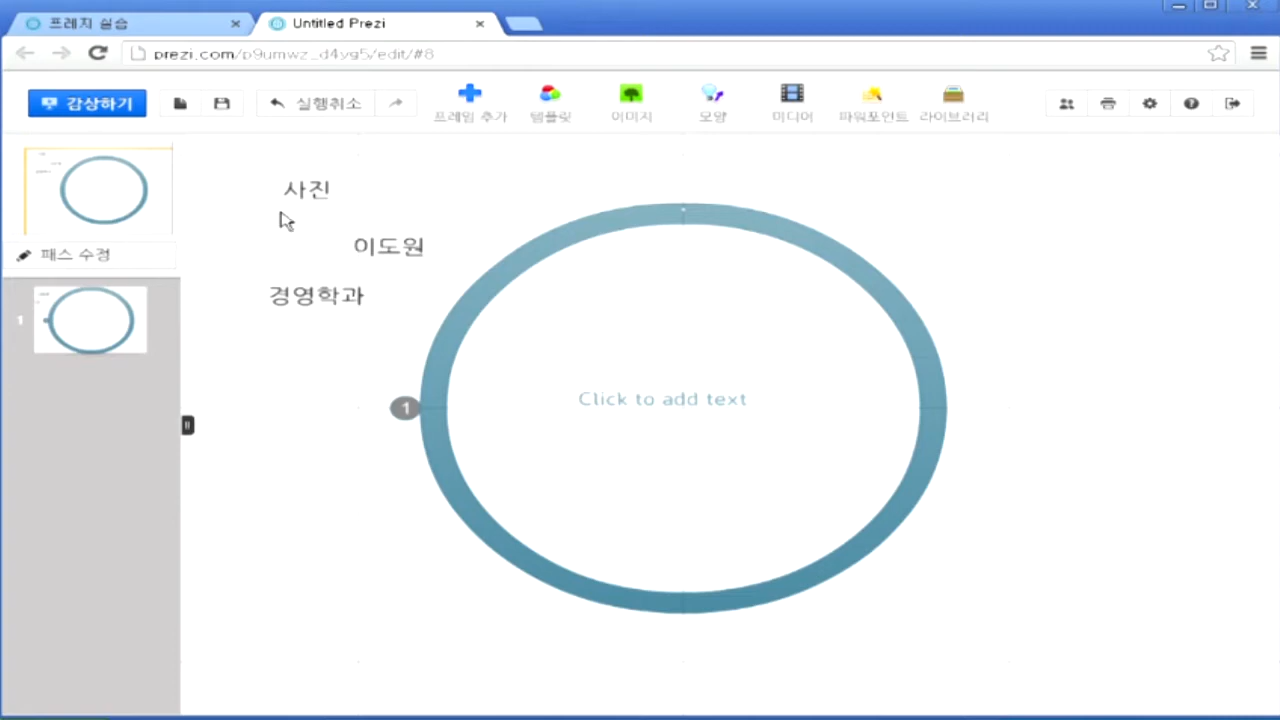 프레지 실습
Untitled Prezi
prezi.com/p9umwz_d4yg5/edit/#8
감상하기
실행취소
프레임 추가
템플릿
이미지
모양
미디어
파워포인트
라이브러리
패스 수정
1
사진
이도원
경영학과
1
Click to add text